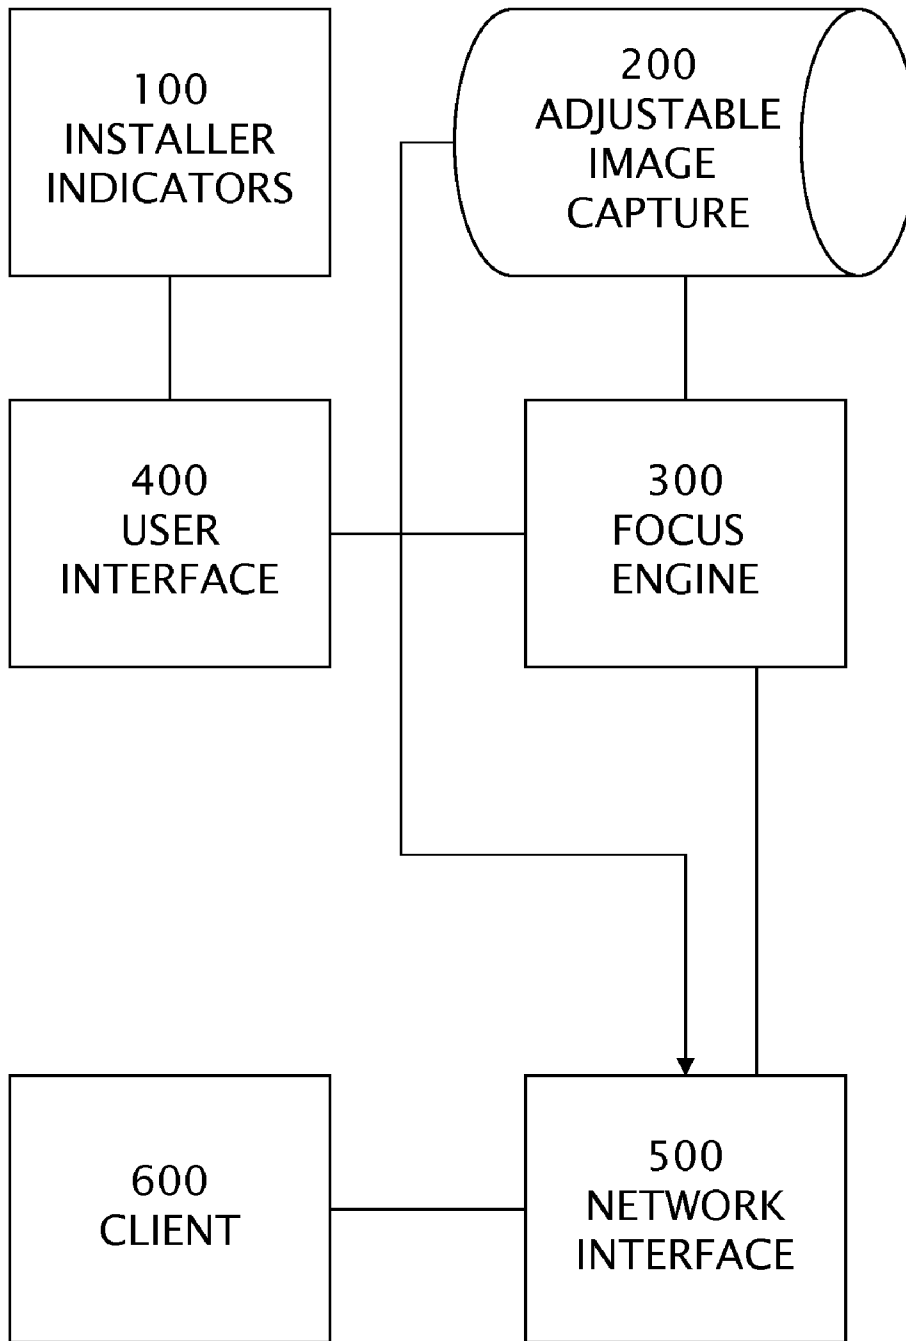 100
INSTALLER
INDICATORS
200
ADJUSTABLE
IMAGE
CAPTURE
400
USER
INTERFACE
300
FOCUS
ENGINE
600
CLIENT
500
NETWORK
INTERFACE